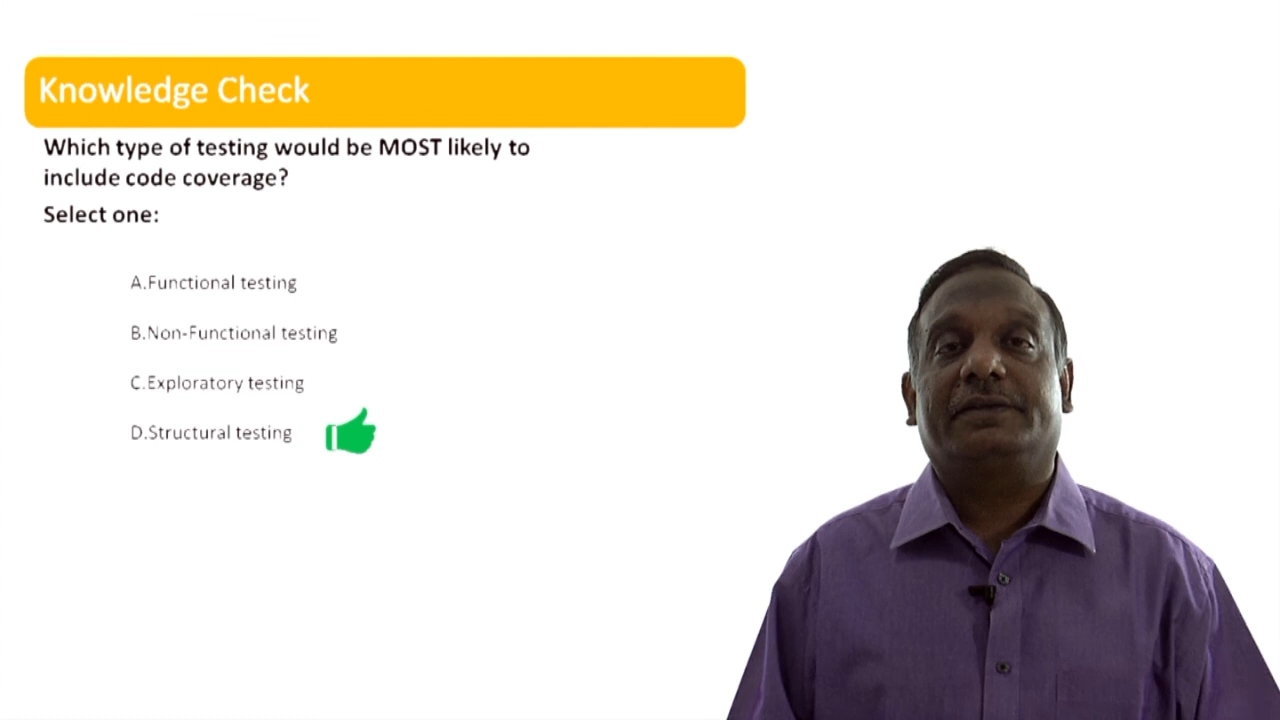 Knowledge Check
Which type of testing would be MOST likely to
include code coverage?
Select one:
A.Functional testing
B.Non-Functional testing
C.Exploratory testing
D.Structural testing